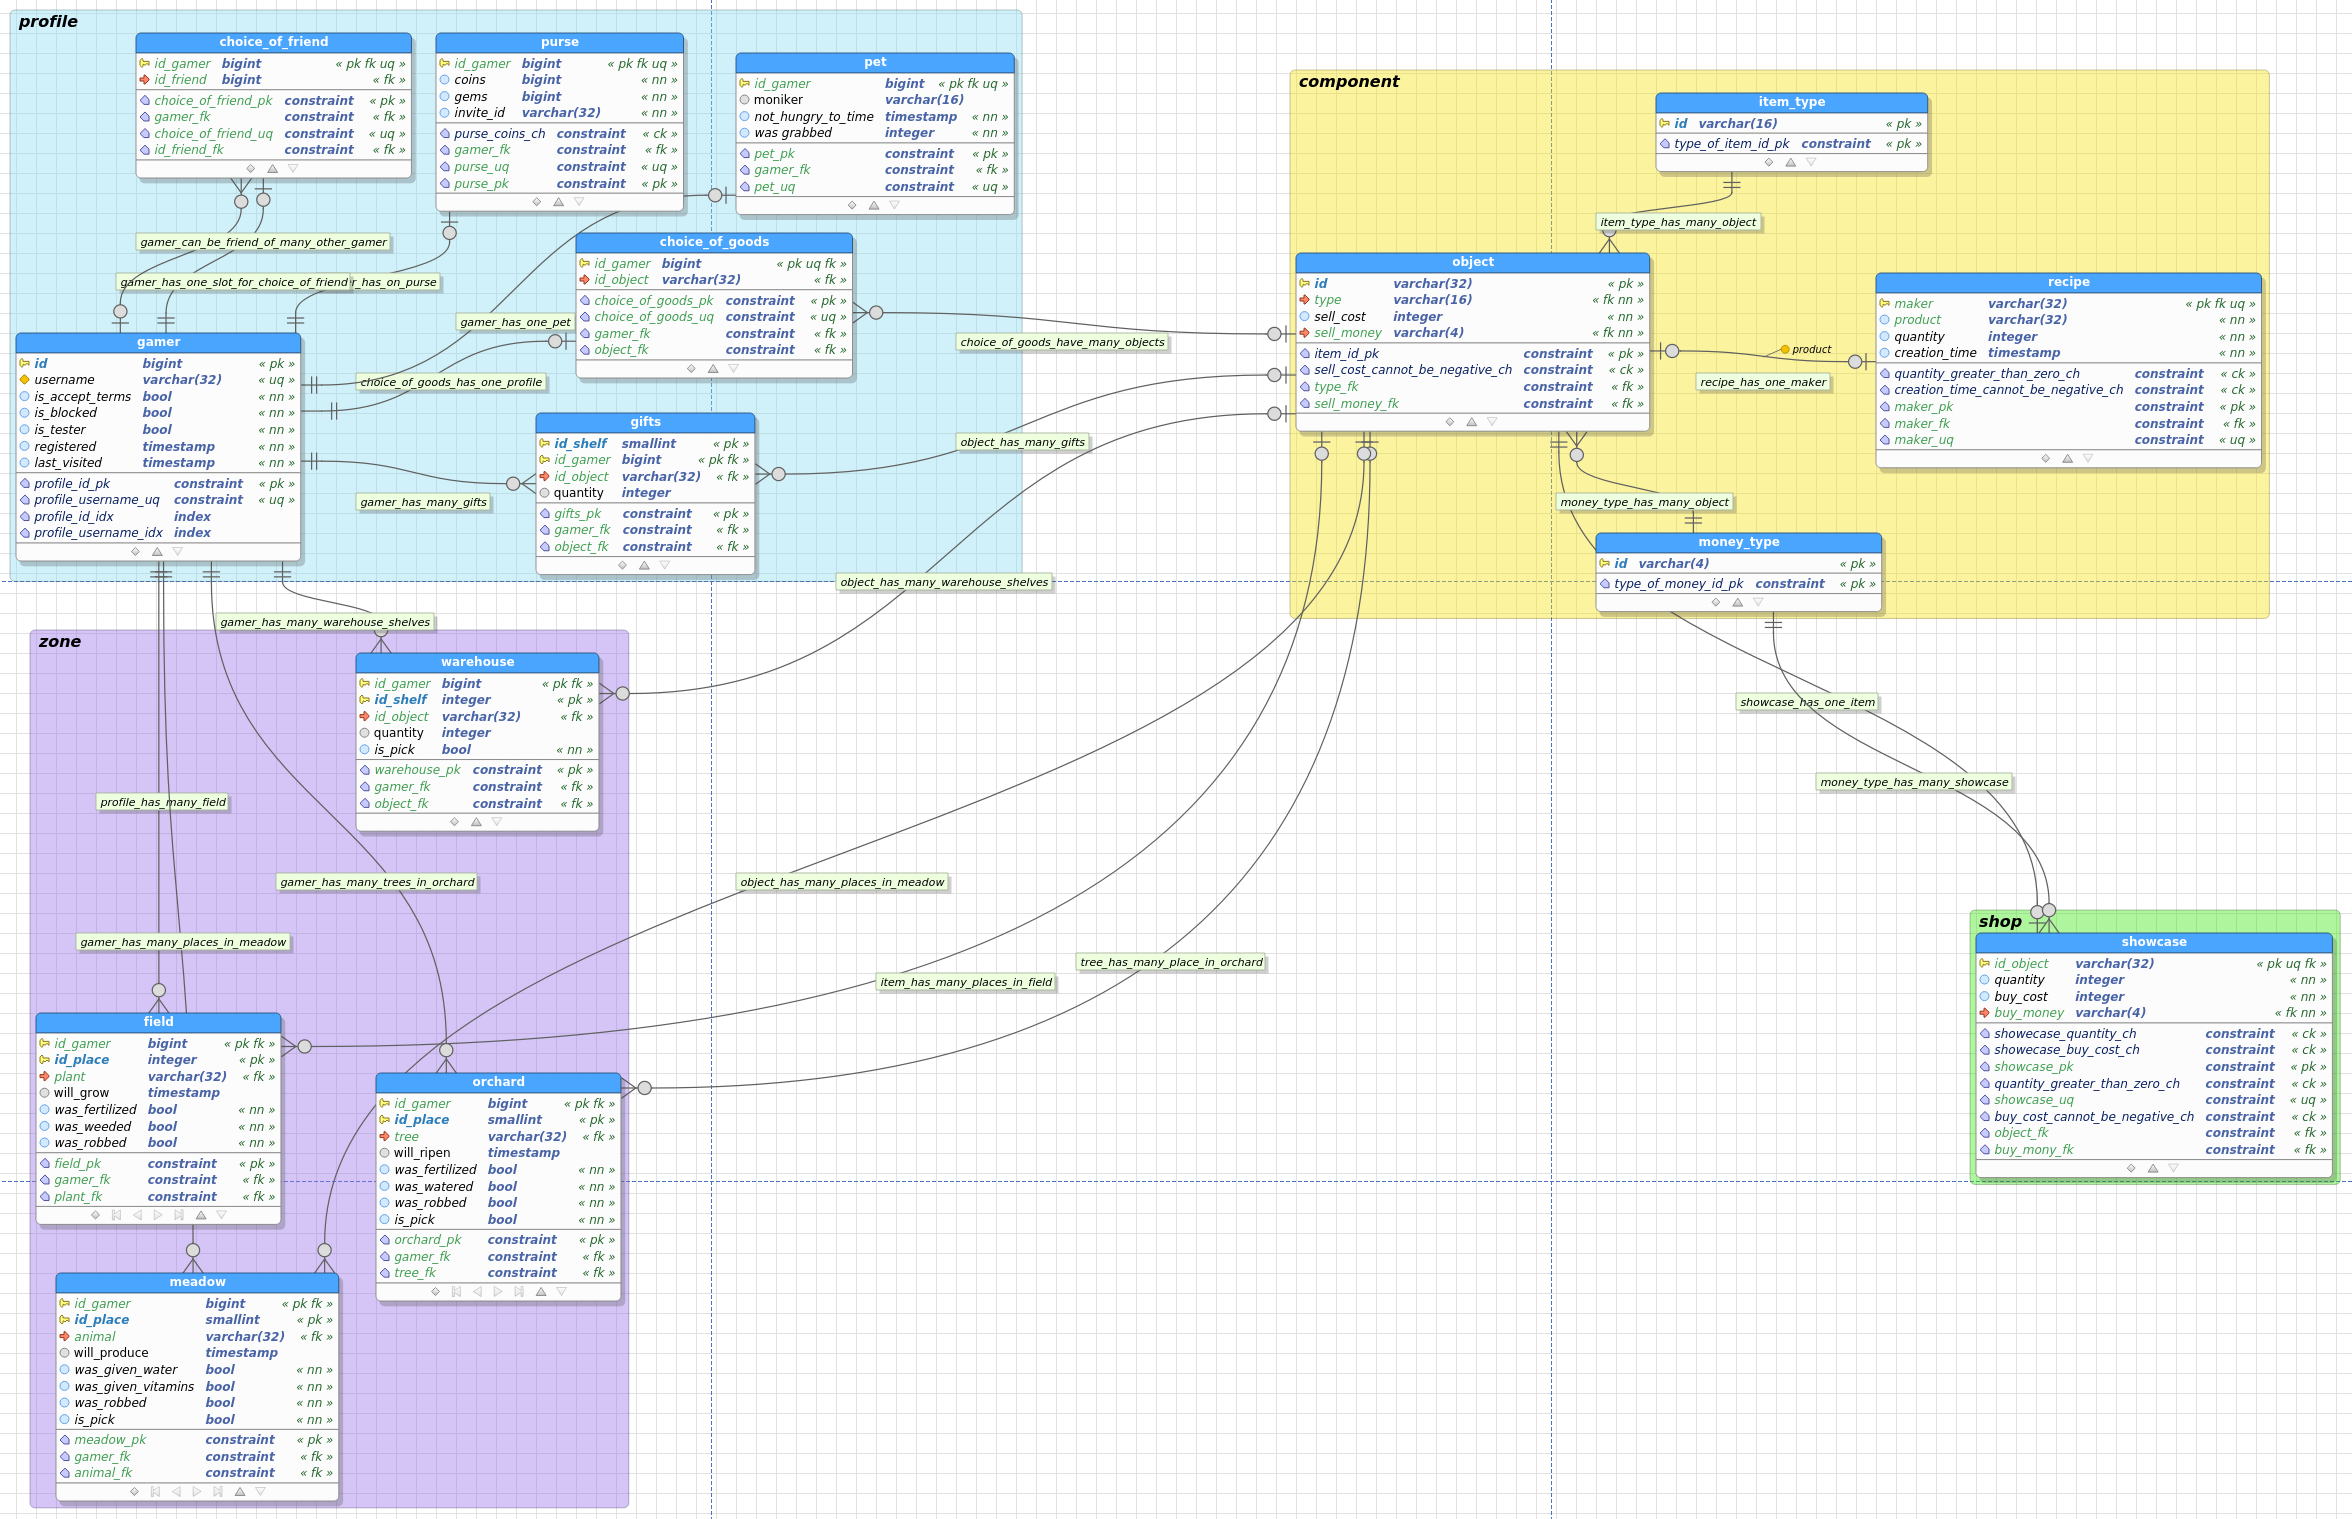 profile
choice_of_friend
id_gamer bigint « pk fk uq »
id_friend bigint « fk »
choice_of_friend_pk constraint « pk »
gamer_fk constraint « fk »
choice_of_friend_uq constraint « uq »
id_friend_fk constraint « fk »
purse
id_gamer bigint « pk fk uq »
coins bigint « nn »
gems bigint « nn »
invite_id varchar(32) « nn »
purse_coins_ch constraint « ck »
gamer_fk constraint « fk »
purse_uq constraint « uq »
purse_pk constraint « pk »
pet
id_gamer bigint « pk fk uq »
moniker varchar(16)
not_hungry_to_time timestamp « nn »
was grabbed integer « nn »
pet_pk constraint « pk »
gamer_fk constraint « fk »
pet_uq constraint « uq »
gamer_can_be_friend_of_many_other_gamer
gamer_has_one_slot_for_choice_of_friend
r_has_on_purse
choice_of_goods
id_gamer bigint « pk uq fk »
id_object varchar(32) « fk »
choice_of_goods_pk constraint « pk »
choice_of_goods_uq constraint « uq »
gamer_fk constraint « fk »
object_fk constraint « fk »
gamer_has_one_pet
choice_of_goods_has_one_profile
choice_of_goods_have_many_objects
gamer
id bigint « pk »
username varchar(32) « uq »
is_accept_terms bool « nn »
is_blocked bool « nn »
is_tester bool « nn »
registered timestamp « nn »
last_visited timestamp « nn »
profile_id_pk constraint « pk »
profile_username_uq constraint « uq »
profile_id_idx index
profile_username_idx index
gifts
id_shelf smallint « pk »
id_gamer bigint « pk fk »
id_object varchar(32) « fk »
quantity integer
gifts_pk constraint « pk »
gamer_fk constraint « fk »
object_fk constraint « fk »
gamer_has_many_gifts
object_has_many_gifts
object_has_many_warehouse_shelves
component
item_type
id varchar(16) « pk »
type_of_item_id_pk constraint « pk »
item_type_has_many_object
object
id varchar(32) « pk »
type varchar(16) « fk nn »
sell_cost integer « nn »
sell_money varchar(4) « fk nn »
item_id_pk constraint « pk »
sell_cost_cannot_be_negative_ch constraint « ck »
type_fk constraint « fk »
sell_money_fk constraint « fk »
product
recipe_has_one_maker
recipe
maker varchar(32) « pk fk uq »
product varchar(32) « nn »
quantity integer « nn »
creation_time timestamp « nn »
quantity_greater_than_zero_ch constraint « ck »
creation_time_cannot_be_negative_ch constraint « ck »
maker_pk constraint « pk »
maker_fk constraint « fk »
maker_uq constraint « uq »
money_type_has_many_object
money_type
id varchar(4) « pk »
type_of_money_id_pk constraint « pk »
gamer_has_many_warehouse_shelves
zone
warehouse
id_gamer bigint « pk fk »
id_shelf integer « pk »
id_object varchar(32) « fk »
quantity integer
is_pick bool « nn »
warehouse_pk constraint « pk »
gamer_fk constraint « fk »
object_fk constraint « fk »
showcase_has_one_item
money_type_has_many_showcase
profile_has_many_field
gamer_has_many_trees_in_orchard
object_has_many_places_in_meadow
gamer_has_many_places_in_meadow
tree_has_many_place_in_orchard
item_has_many_places_in_field
shop
showcase
id_object varchar(32) « pk uq fk »
quantity integer « nn »
buy_cost integer « nn »
buy_money varchar(4) « fk nn »
showecase_quantity_ch constraint « ck »
showecase_buy_cost_ch constraint « ck »
showcase_pk constraint « pk »
quantity_greater_than_zero_ch constraint « ck »
showcase_uq constraint « uq »
buy_cost_cannot_be_negative_ch constraint « ck »
object_fk constraint « fk »
buy_mony_fk constraint « fk »
field
id_gamer bigint « pk fk »
id_place integer « pk »
plant varchar(32) « fk »
will_grow timestamp
was_fertilized bool « nn »
was_weeded bool « nn »
was_robbed bool « nn »
field_pk constraint « pk »
gamer_fk constraint « fk »
plant_fk constraint « fk »
orchard
id_gamer bigint « pk fk »
id_place smallint « pk »
tree varchar(32) « fk »
will_ripen timestamp
was_fertilized bool « nn »
was_watered bool « nn »
was_robbed bool « nn »
is_pick bool « nn »
orchard_pk constraint « pk »
gamer_fk constraint « fk »
tree_fk constraint « fk »
meadow
id_gamer bigint « pk fk »
id_place smallint « pk »
animal varchar(32) « fk »
will_produce timestamp
was_given_water bool « nn »
was_given_vitamins bool « nn »
was_robbed bool « nn »
is_pick bool « nn »
meadow_pk constraint « pk »
gamer_fk constraint « fk »
animal_fk constraint « fk »